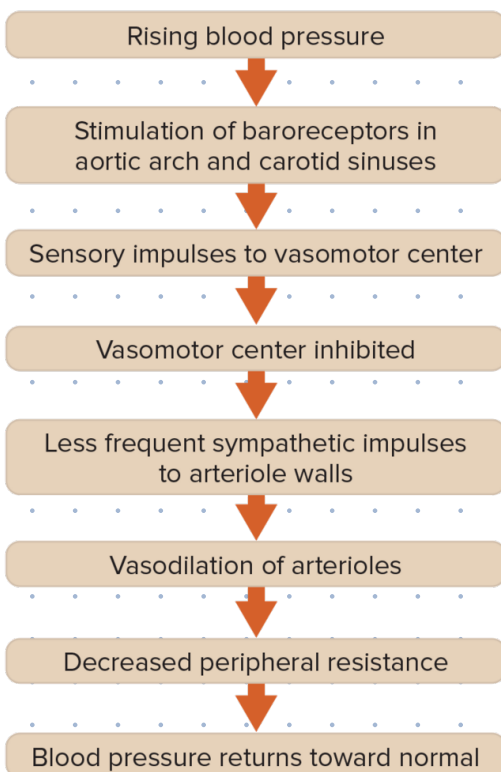 Rising blood pressure
Stimulation of baroreceptors in
aortic arch and carotid sinuses
Sensory impulses to vasomotor center
Vasomotor center inhibited
Less frequent sympathetic impulses
to arteriole walls
Vasodilation of arterioles
Decreased peripheral resistance
Blood pressure returns toward normal